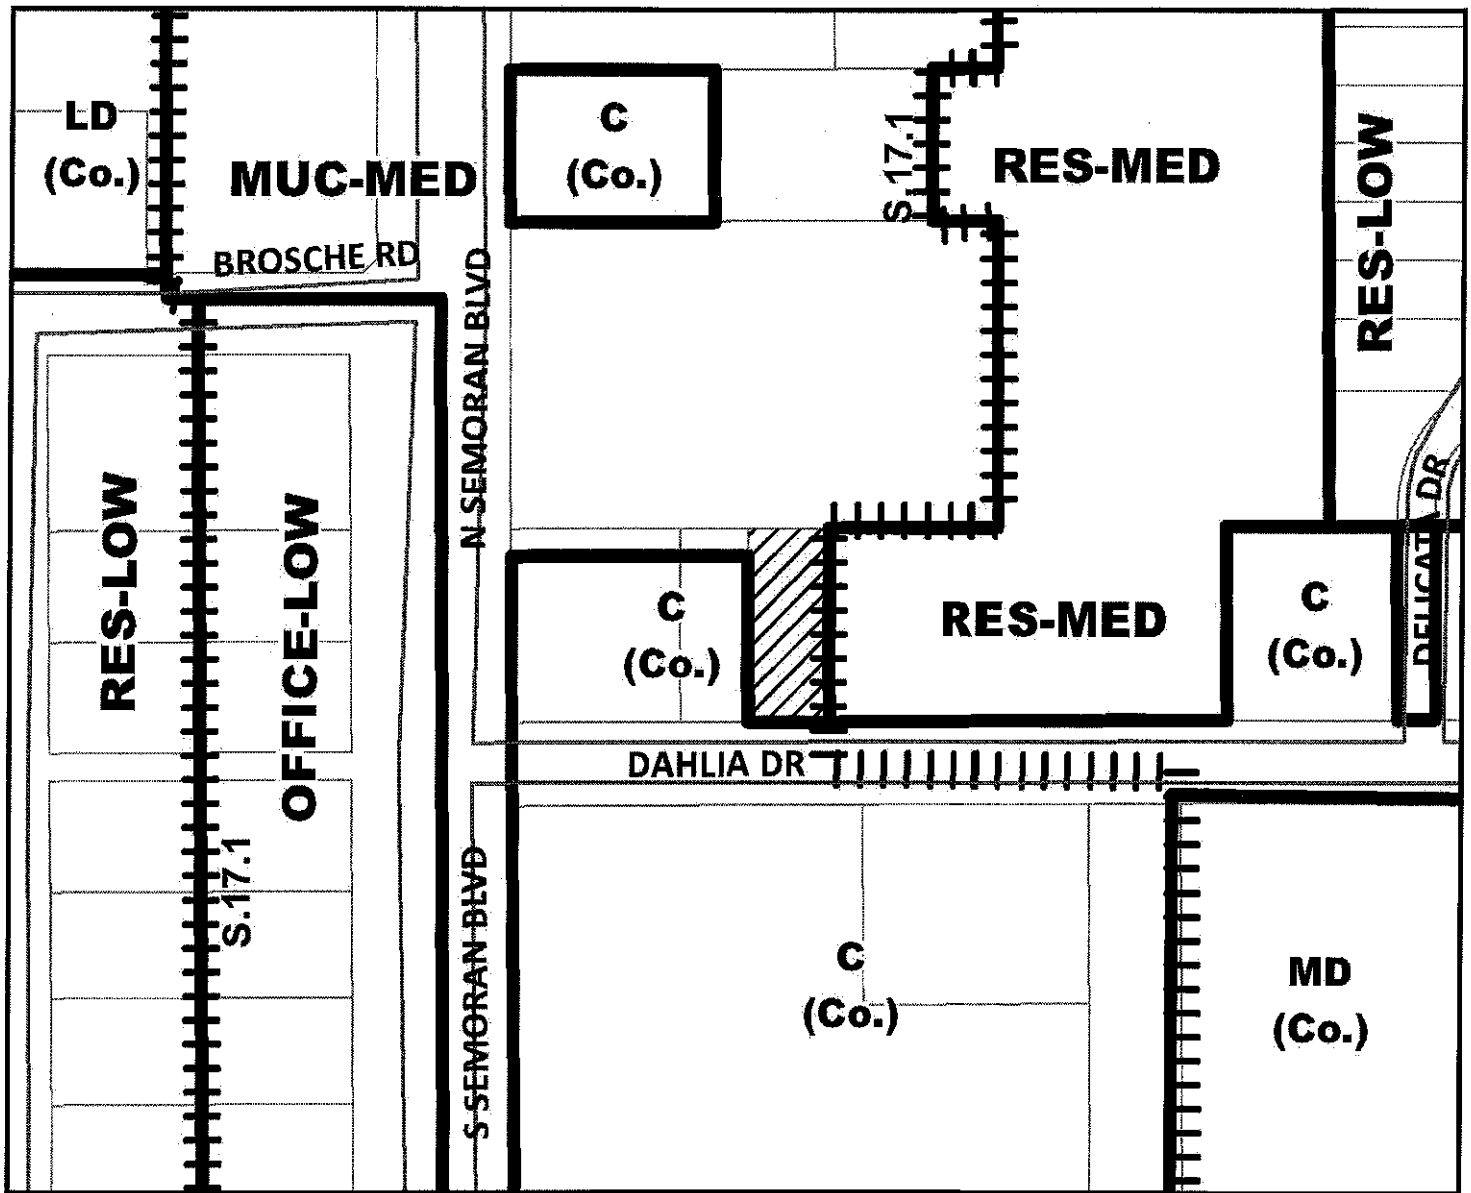 LD
(Co.)
MUC-MED
C
(Co.)
S.17.1
RES-MED
RES-LOW
BROSCHE RD
N SEMORAN BLVD
RES-LOW
OFFICE-LOW
C
(Co.)
RES-MED
C
(Co.)
DELICATA DR
DAHLIA DR
S.17.1
S SEMORAN BLVD
C
(Co.)
MD
(Co.)